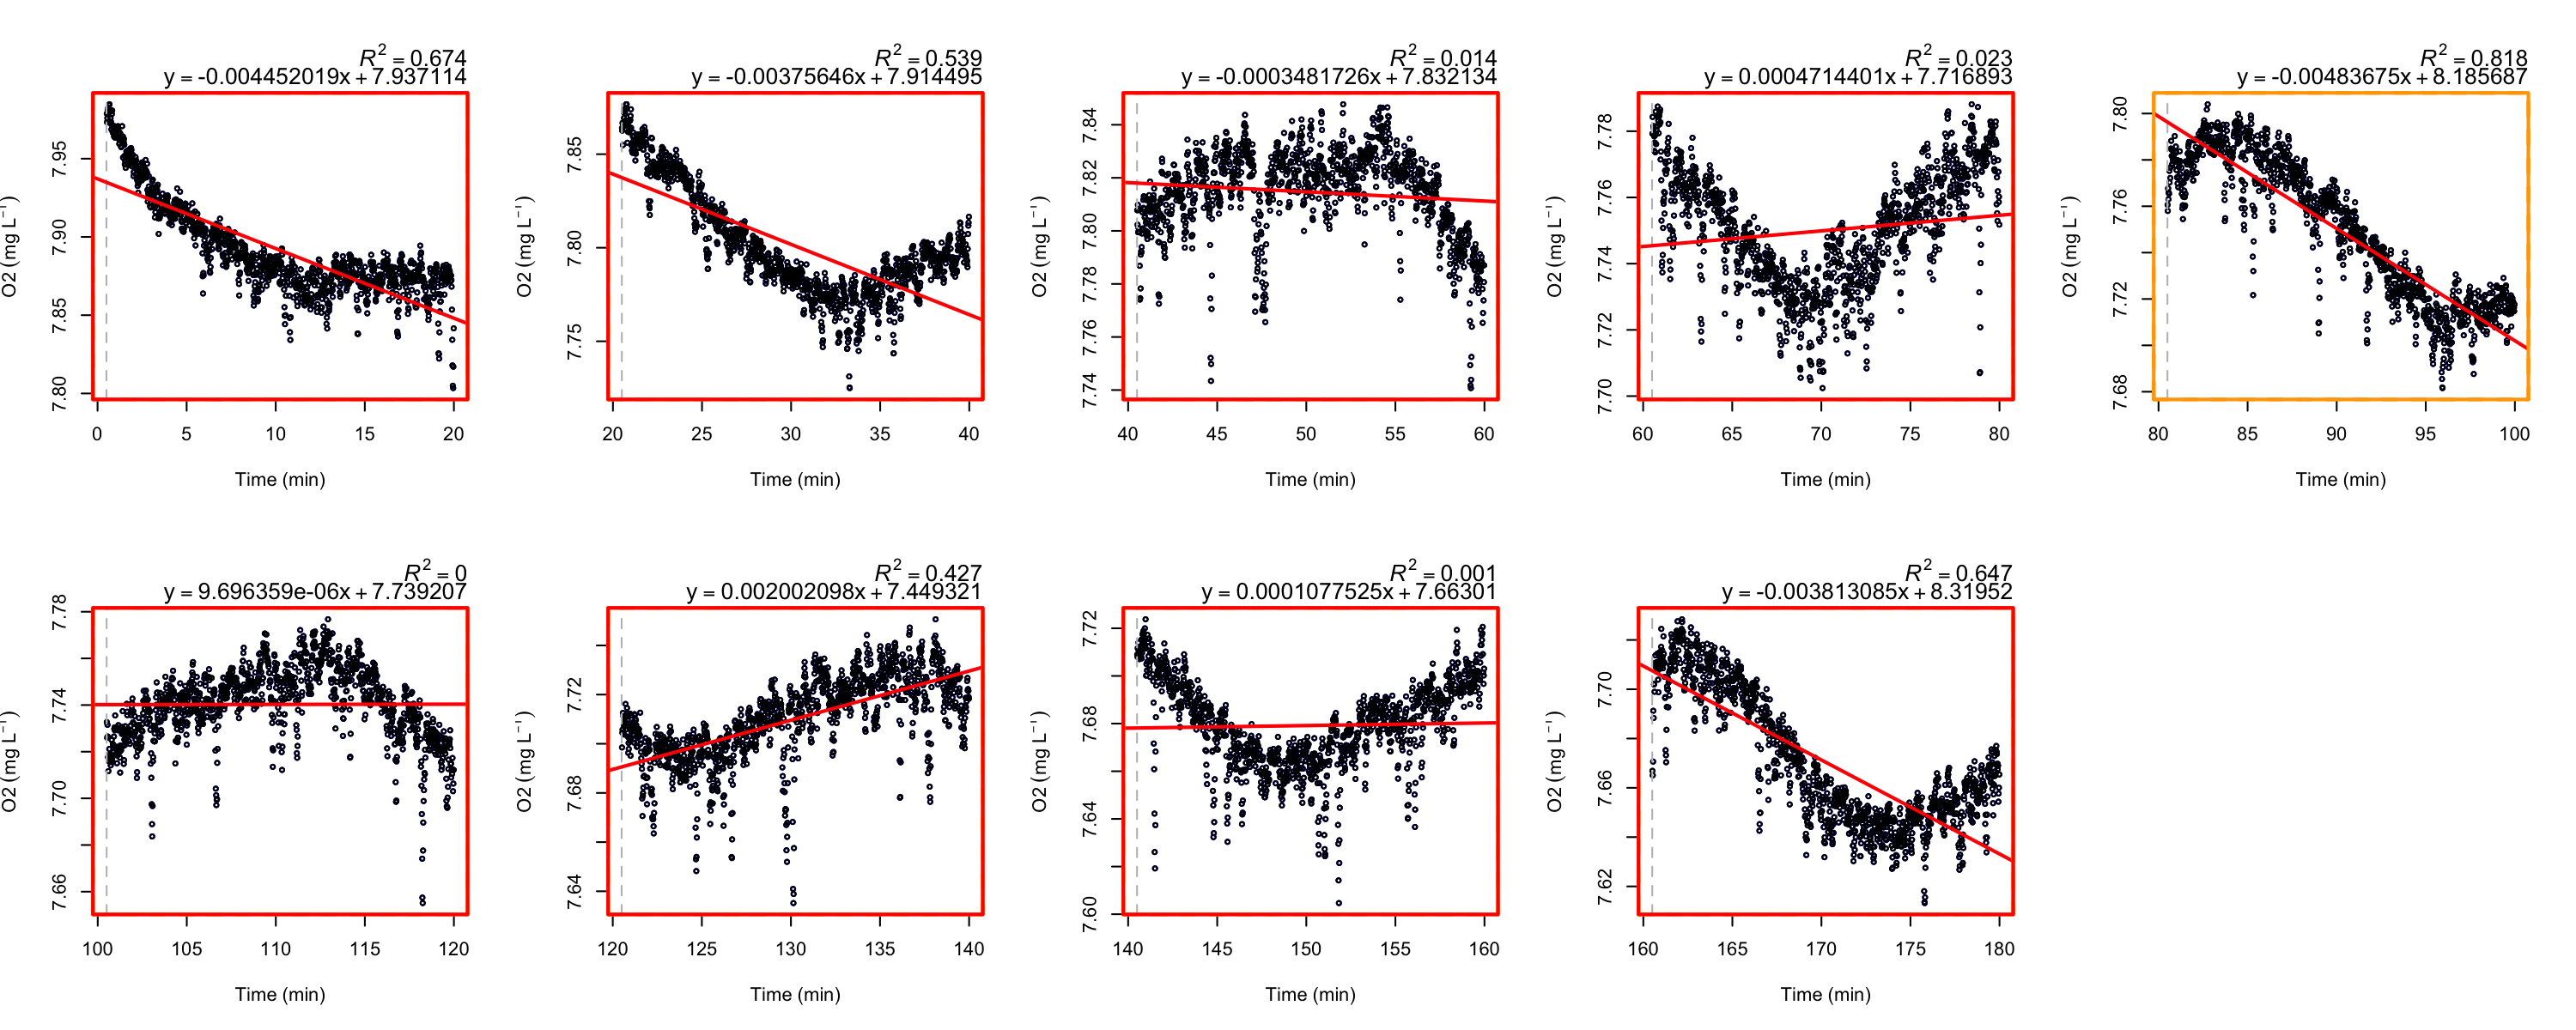 R² = 0.674
y = -0.004452019x + 7.937114
O2 (mg L⁻¹)
7.95
7.90
7.85
7.80
0 5 10 15 20
Time (min)
R² = 0.539
y = -0.00375646x + 7.914495
O2 (mg L⁻¹)
7.85
7.80
7.75
20 25 30 35 40
Time (min)
R² = 0.014
y = -0.0003481726x + 7.832134
O2 (mg L⁻¹)
7.84
7.82
7.80
7.78
7.76
7.74
40 45 50 55 60
Time (min)
R² = 0.023
y = 0.0004714401x + 7.716893
O2 (mg L⁻¹)
7.78
7.76
7.74
7.72
7.70
60 65 70 75 80
Time (min)
R² = 0.818
y = -0.00483675x + 8.185687
O2 (mg L⁻¹)
7.80
7.76
7.72
7.68
80 85 90 95 100
Time (min)
R² = 0
y = 9.696359e-06x + 7.739207
O2 (mg L⁻¹)
7.78
7.74
7.70
7.66
100 105 110 115 120
Time (min)
R² = 0.427
y = 0.002002098x + 7.449321
O2 (mg L⁻¹)
7.72
7.68
7.64
120 125 130 135 140
Time (min)
R² = 0.001
y = 0.0001077525x + 7.66301
O2 (mg L⁻¹)
7.72
7.68
7.64
7.60
140 145 150 155 160
Time (min)
R² = 0.647
y = -0.003813085x + 8.31952
O2 (mg L⁻¹)
7.70
7.66
7.62
160 165 170 175 180
Time (min)